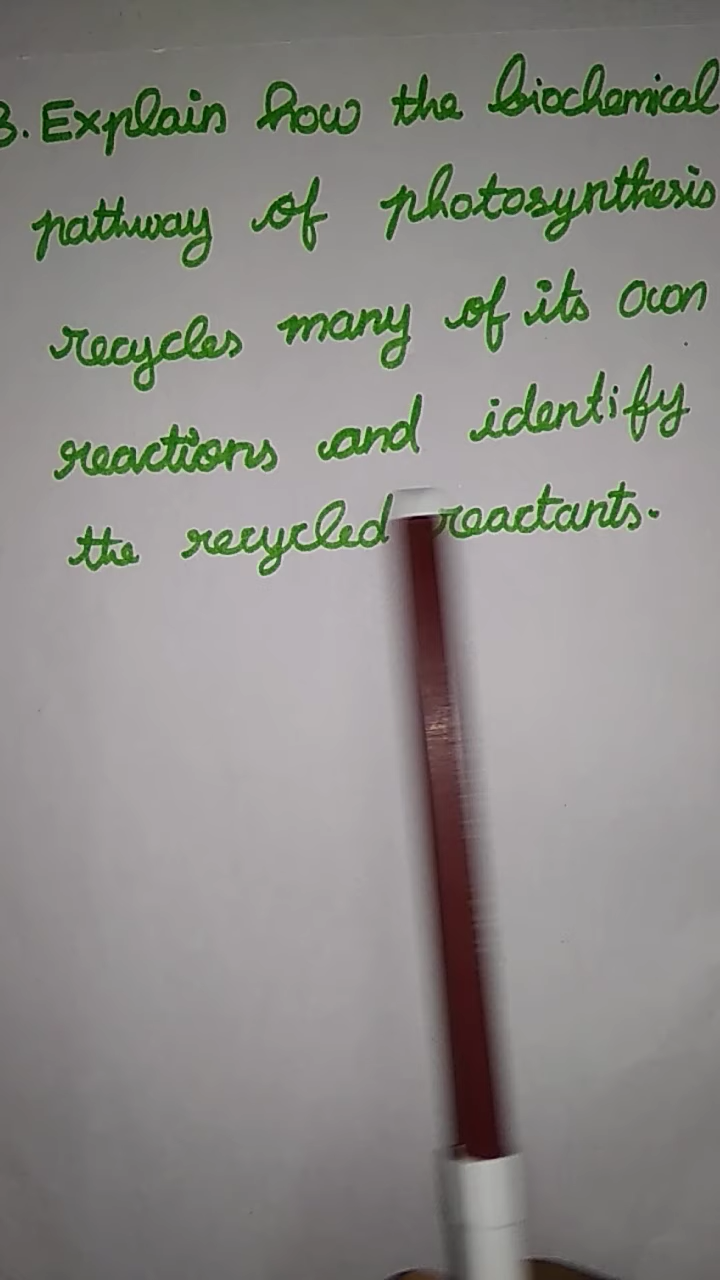 3. Explain how the biochemical
pathway of photosynthesis
recycles many of its own
reactions and identify
the recycled reactants.